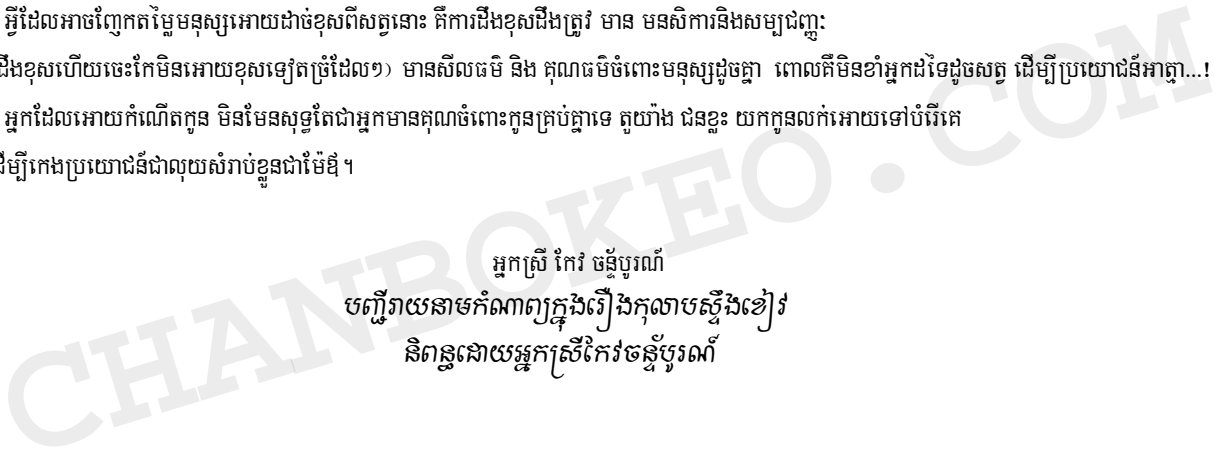 អ្វីដែលអាចញែកតម្លៃមនុស្សអោយដាច់ខុសពីសត្វនោះ គឺការដឹងខុសដឹងត្រូវ មាន មនសិការនិងសម្បជញ្ញៈ
ដឹងខុសហើយចេះកែមិនអោយខុសទៀតច្រំដែលៗ) មានសីលធម៌ និង គុណធម៌ចំពោះមនុស្សដូចគ្នា ពោលគឺមិនខាំអ្នកដទៃដូចសត្វ ដើម្បីប្រយោជន៍អាត្មា...!
អ្នកដែលអោយកំណើតកូន មិនមែនសុទ្ធតែជាអ្នកមានគុណចំពោះកូនគ្រប់គ្នាទេ តួយ៉ាង ជនខ្លះ យកកូនលក់អោយទៅបំរើគេ
ដើម្បីកេងប្រយោជន៍ជាលុយសំរាប់ខ្លួនជាម៉ែឪ។
អ្នកស្រី កែវ ចន្ទ័បូរណ៍
បញ្ជីរាយនាមកំណាព្យក្នុងរឿងកុលាបស្ទឹងខៀវ
និពន្ធដោយអ្នកស្រីកែវចន្ទ័បូរណ៍
CHANBOKEO.COM